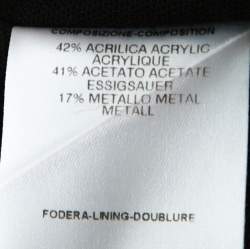 COMPOSIZIONE-COMPOSITION
42% ACRILICA ACRYLIC
ACRYLIQUE
41% ACETATO ACETATE
ESSIGSAUER
17% METALLO METAL
METALL
FODERA-LINING-DOUBLURE